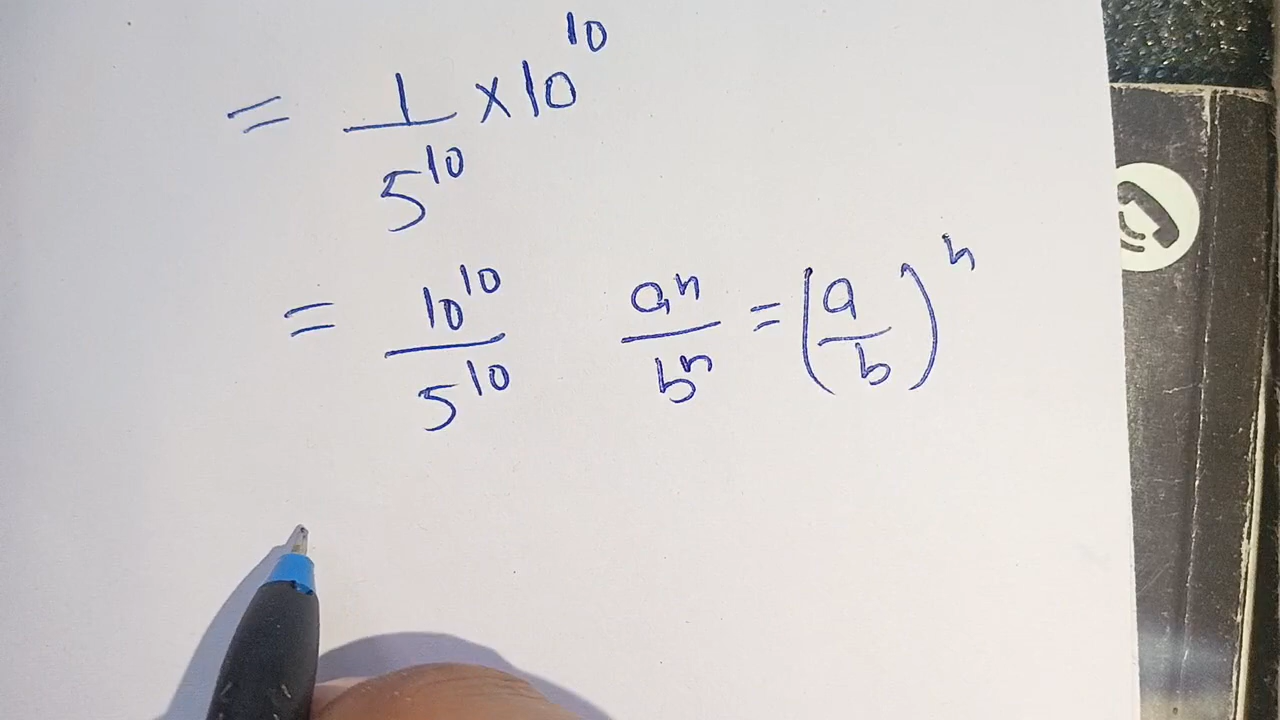 = 1/5^10 × 10^10
= 10^10/5^10 a^n/b^n = (a/b)^n